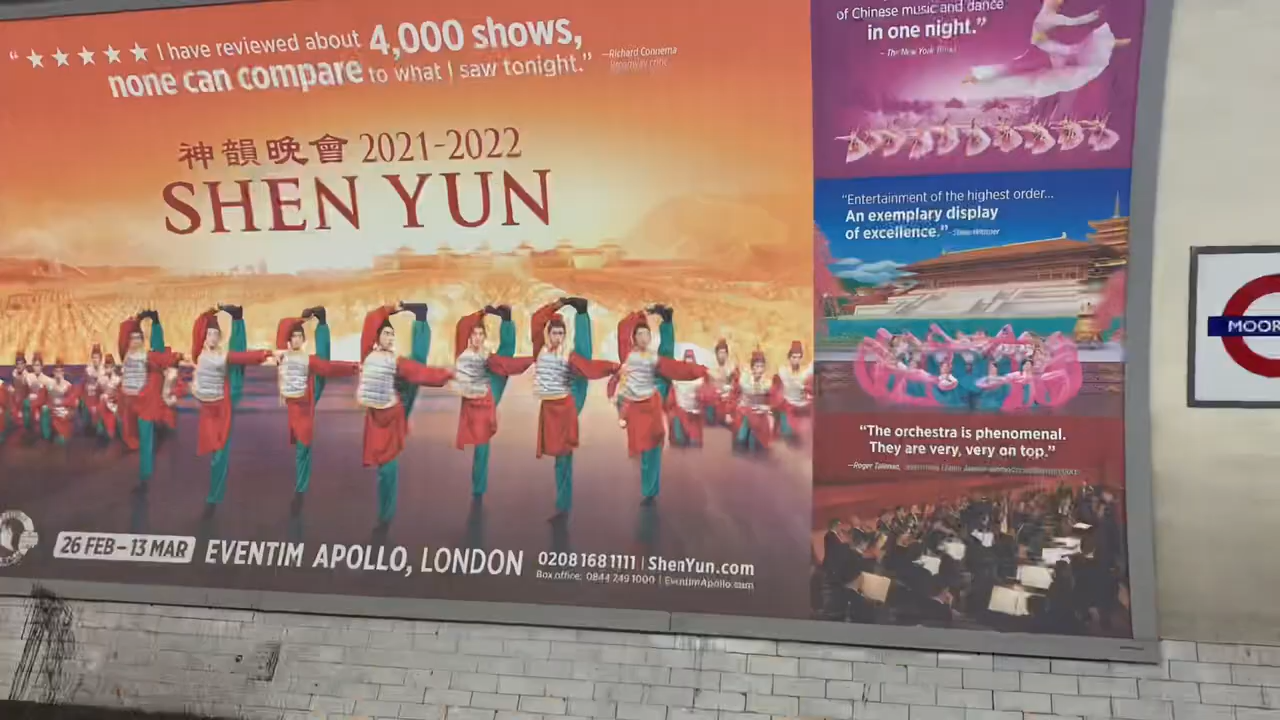 “★★★★★ I have reviewed about 4,000 shows,
none can compare to what I saw tonight.”
—Richard Connema
Broadway critic
神韻晚會 2021-2022
SHEN YUN
26 FEB – 13 MAR
EVENTIM APOLLO, LONDON
0208 168 1111 | ShenYun.com
Box office: 0844 249 1000 | EventimApollo.com
of Chinese music and dance
in one night.”
– The New York Times
“Entertainment of the highest order...
An exemplary display
of excellence.”
“The orchestra is phenomenal.
They are very, very on top.”
—Roger
MOOR